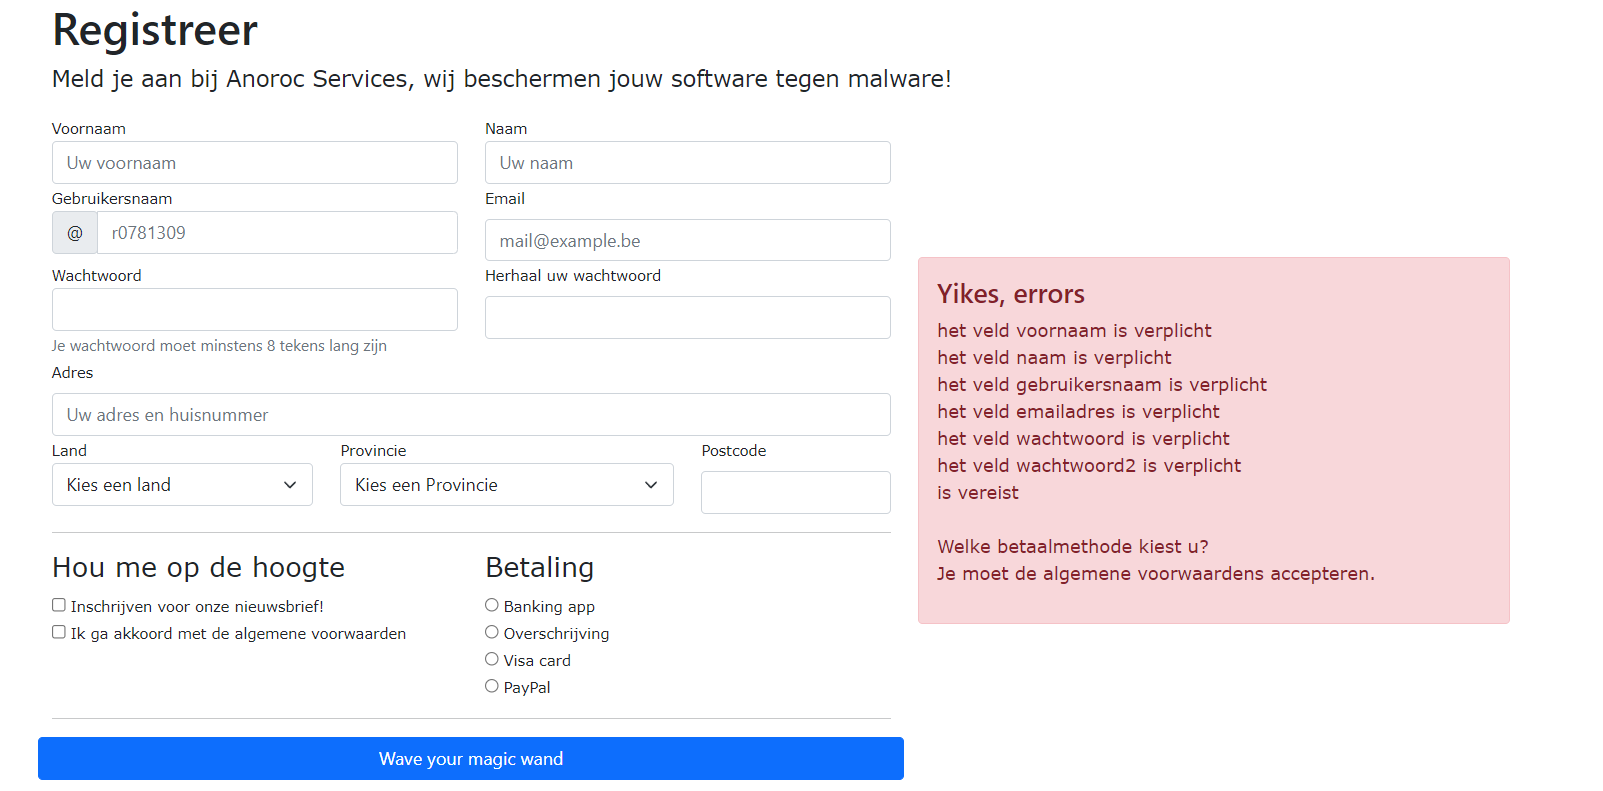 Registreer
Meld je aan bij Anoroc Services, wij beschermen jouw software tegen malware!
Voornaam
Naam
Uw voornaam
Uw naam
Gebruikersnaam
Email
@ r0781309
mail@example.be
Wachtwoord
Herhaal uw wachtwoord
Je wachtwoord moet minstens 8 tekens lang zijn
Adres
Uw adres en huisnummer
Land
Provincie
Postcode
Kies een land
Kies een Provincie
Hou me op de hoogte
Inschrijven voor onze nieuwsbrief!
Ik ga akkoord met de algemene voorwaarden
Betaling
Banking app
Overschrijving
Visa card
PayPal
Wave your magic wand
Yikes, errors
het veld voornaam is verplicht
het veld naam is verplicht
het veld gebruikersnaam is verplicht
het veld emailadres is verplicht
het veld wachtwoord is verplicht
het veld wachtwoord2 is verplicht
is vereist
Welke betaalmethode kiest u?
Je moet de algemene voorwaardens accepteren.